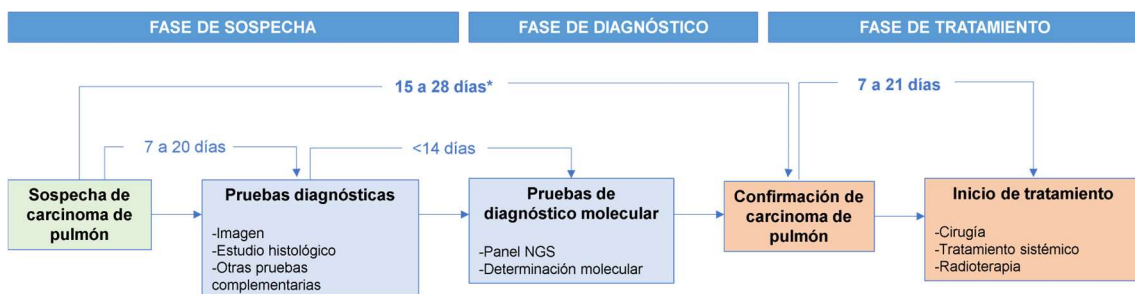 FASE DE SOSPECHA
FASE DE DIAGNÓSTICO
FASE DE TRATAMIENTO
15 a 28 días*
7 a 21 días
7 a 20 días
<14 días
Sospecha de
carcinoma de
pulmón
Pruebas diagnósticas
-Imagen
-Estudio histológico
-Otras pruebas
complementarias
Pruebas de
diagnóstico molecular
-Panel NGS
-Determinación molecular
Confirmación de
carcinoma de
pulmón
Inicio de tratamiento
-Cirugía
-Tratamiento sistémico
-Radioterapia